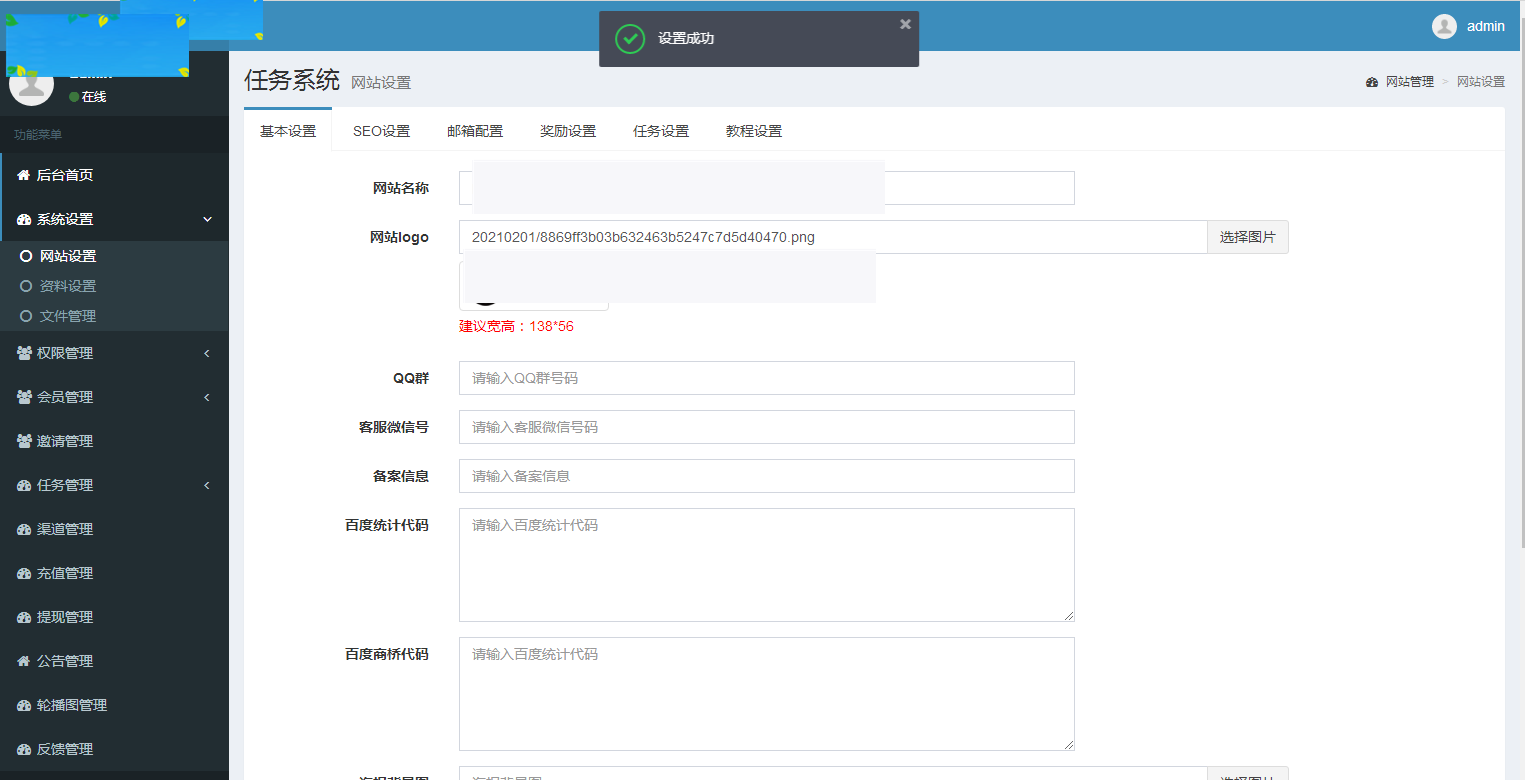 设置成功
admin
在线
功能菜单
后台首页
系统设置
网站设置
资料设置
文件管理
权限管理
会员管理
邀请管理
任务管理
渠道管理
充值管理
提现管理
公告管理
轮播图管理
反馈管理
任务系统 网站设置
网站管理 > 网站设置
基本设置 SEO设置 邮箱配置 奖励设置 任务设置 教程设置
网站名称
网站logo 20210201/8869ff3b03b632463b5247c7d5d40470.png 选择图片
建议宽高：138*56
QQ群 请输入QQ群号码
客服微信号 请输入客服微信号码
备案信息 请输入备案信息
百度统计代码 请输入百度统计代码
百度商桥代码 请输入百度统计代码